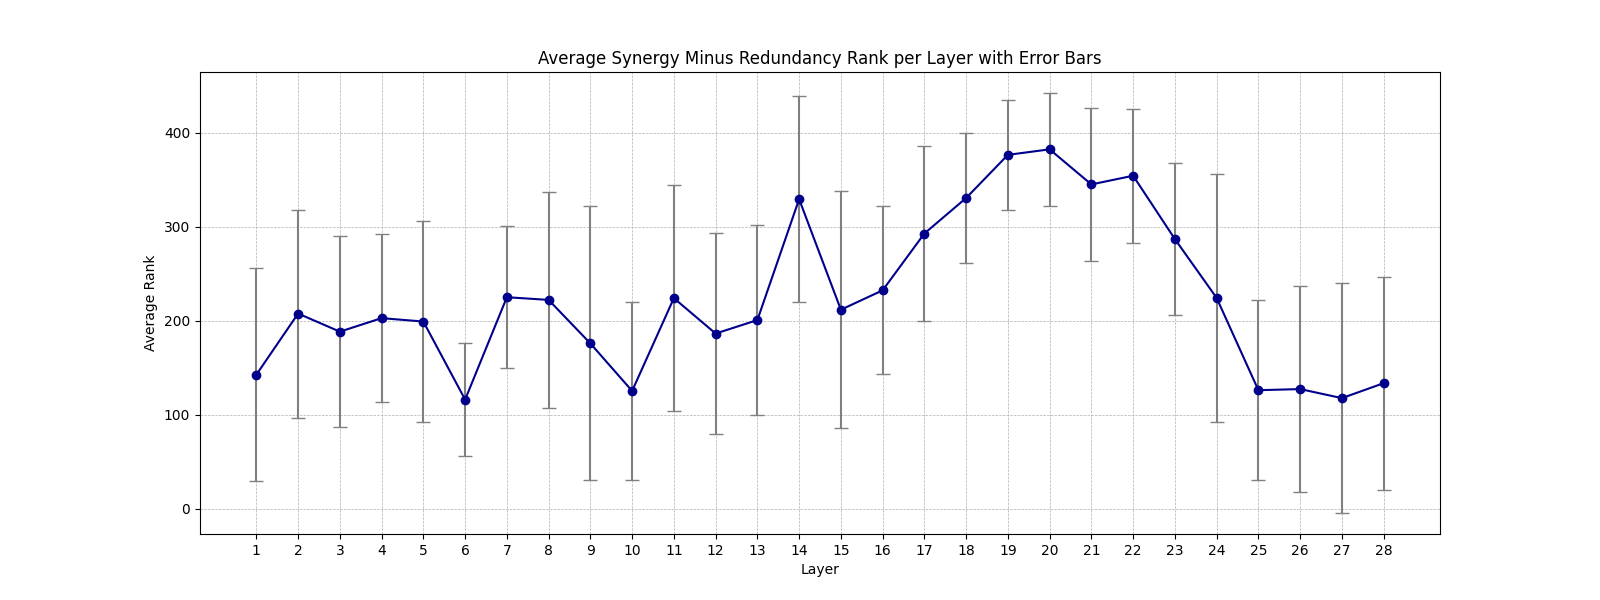 Average Synergy Minus Redundancy Rank per Layer with Error Bars
400
300
200
100
0
Average Rank
1 2 3 4 5 6 7 8 9 10 11 12 13 14 15 16 17 18 19 20 21 22 23 24 25 26 27 28
Layer